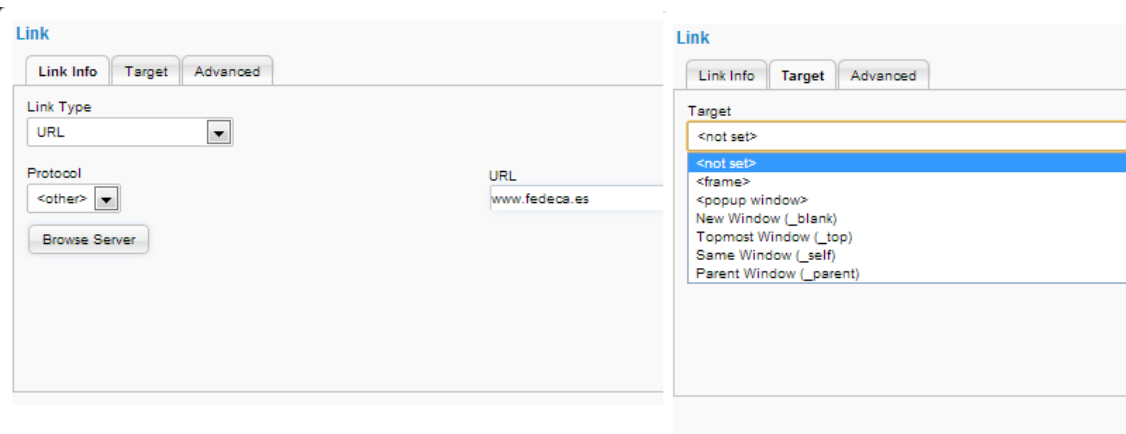 Link
Link Info Target Advanced
Link Type
URL
Protocol
<other>
URL
www.fedeca.es
Browse Server
Link
Link Info Target Advanced
Target
<not set>
<not set>
<frame>
<popup window>
New Window (_blank)
Topmost Window (_top)
Same Window (_self)
Parent Window (_parent)